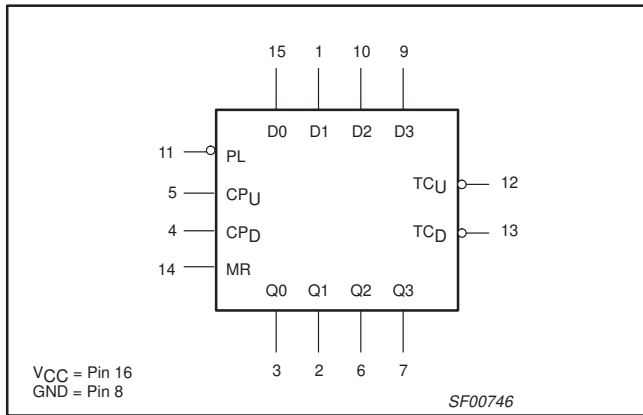 15 1 10 9
D0 D1 D2 D3
11 PL
TCU 12
5 CPU
4 CPD
TCD 13
14 MR
Q0 Q1 Q2 Q3
3 2 6 7
VCC = Pin 16
GND = Pin 8
SF00746